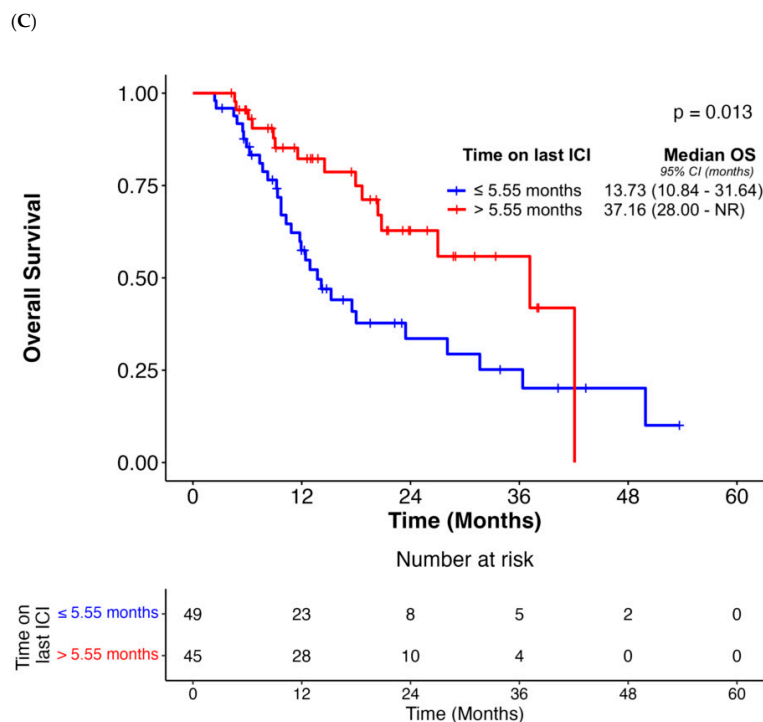 (C)
p = 0.013
Time on last ICI Median OS
95% CI (months)
≤ 5.55 months 13.73 (10.84 - 31.64)
> 5.55 months 37.16 (28.00 - NR)
Overall Survival
1.00
0.75
0.50
0.25
0.00
0 12 24 36 48 60
Time (Months)
Number at risk
Time on
last ICI
≤ 5.55 months 49 23 8 5 2 0
> 5.55 months 45 28 10 4 0 0
0 12 24 36 48 60
Time (Months)